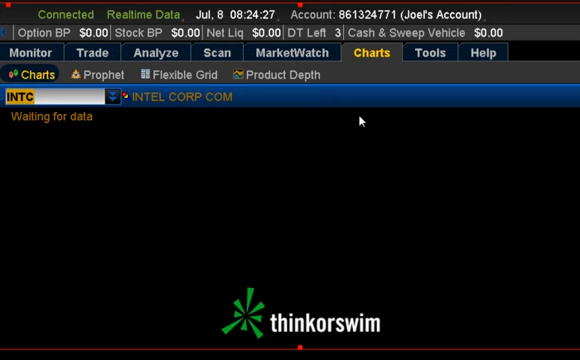 Connected Realtime Data Jul, 8 08:24:27 Account: 861324771 (Joel's Account)
Option BP $0.00 Stock BP $0.00 Net Liq $0.00 DT Left 3 Cash & Sweep Vehicle $0.00
Monitor Trade Analyze Scan MarketWatch Charts Tools Help
Charts Prophet Flexible Grid Product Depth
INTC INTEL CORP COM
Waiting for data
thinkorswim